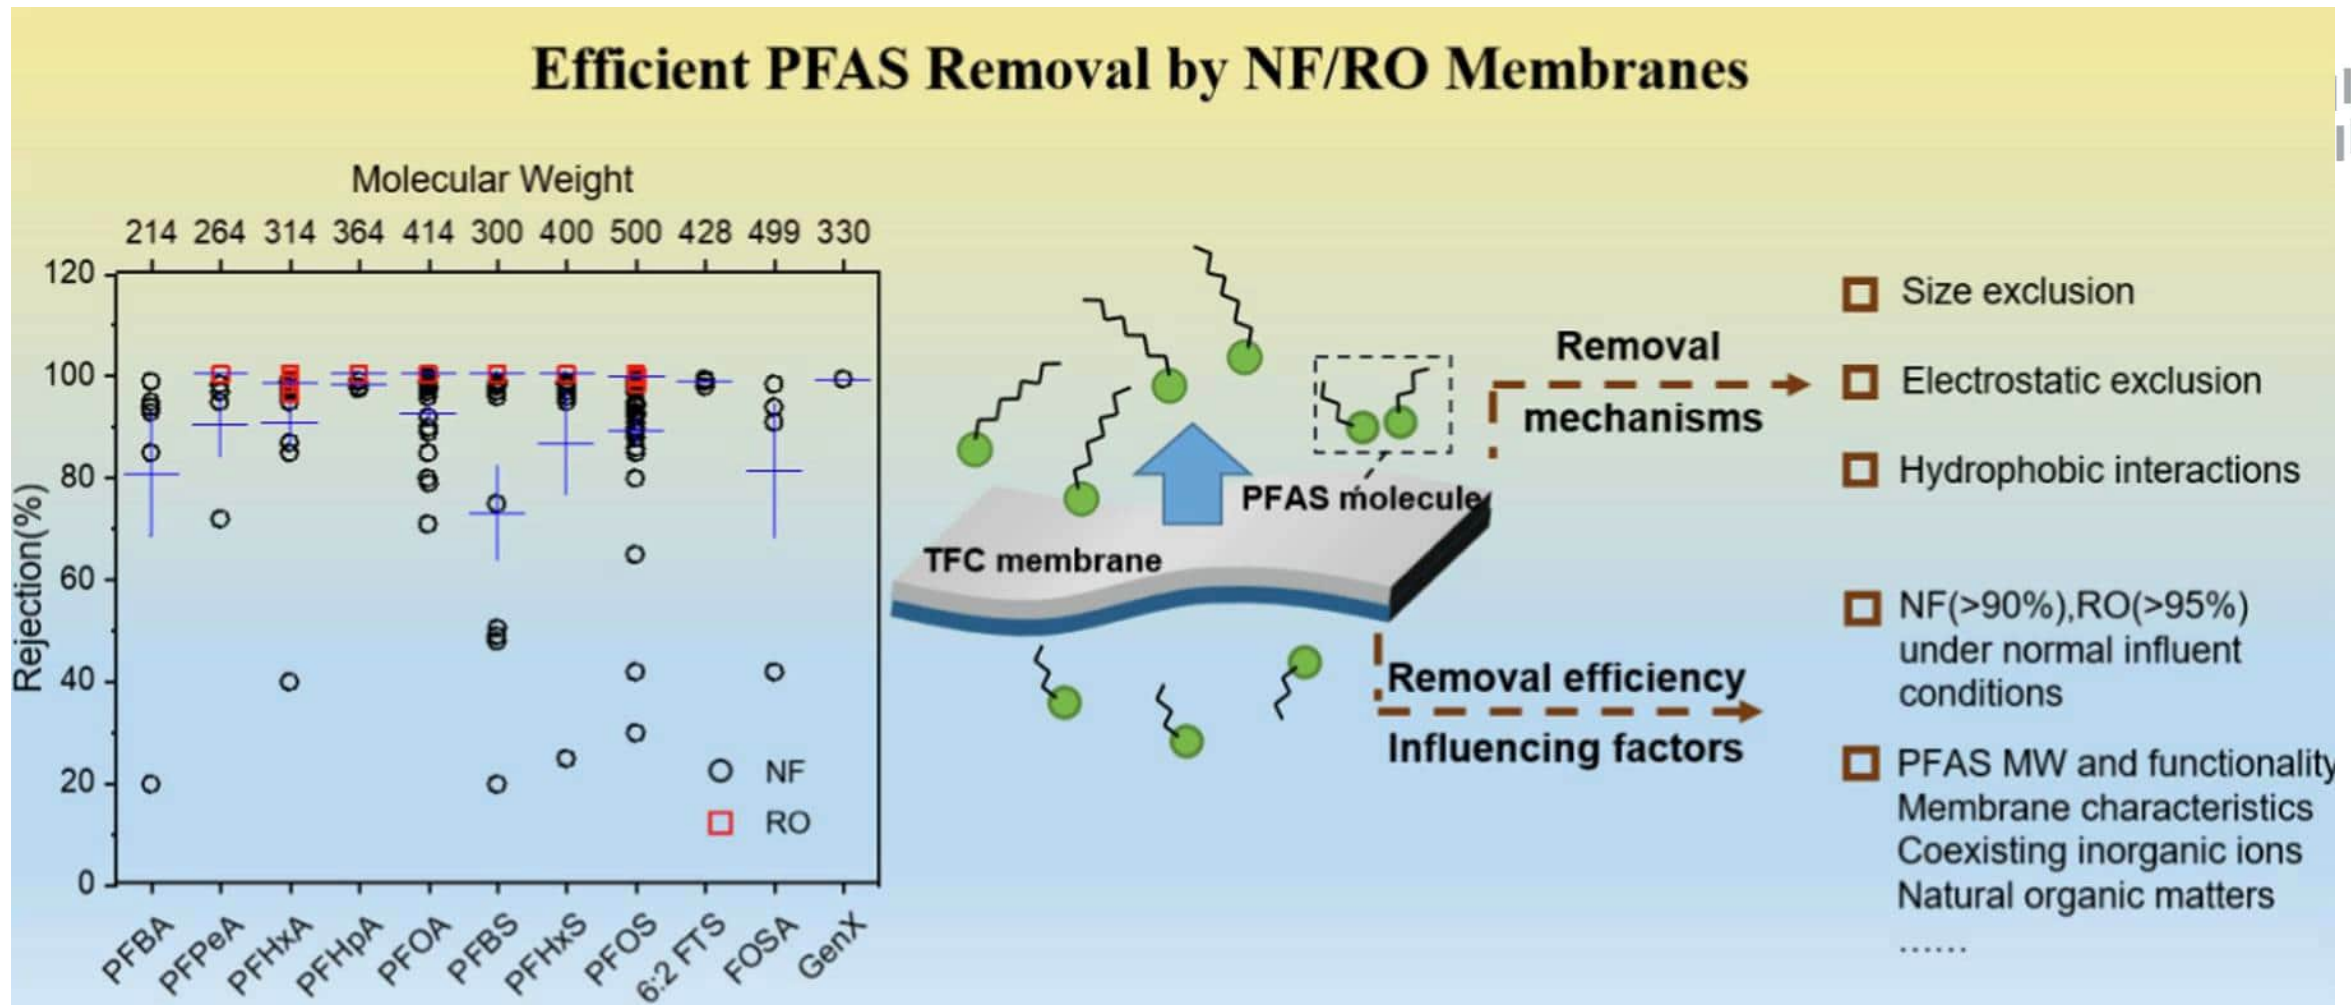 Efficient PFAS Removal by NF/RO Membranes
Molecular Weight
214 264 314 364 414 300 400 500 428 499 330
120
100
80
60
40
20
0
Rejection(%)
NF
RO
PFBA PFPeA PFHxA PFHpA PFOA PFBS PFHxS PFOS 6:2 FTS FOSA GenX
PFAS molecule
TFC membrane
Removal
mechanisms
Size exclusion
Electrostatic exclusion
Hydrophobic interactions
Removal efficiency
Influencing factors
NF(>90%),RO(>95%)
under normal influent
conditions
PFAS MW and functionality
Membrane characteristics
Coexisting inorganic ions
Natural organic matters
······